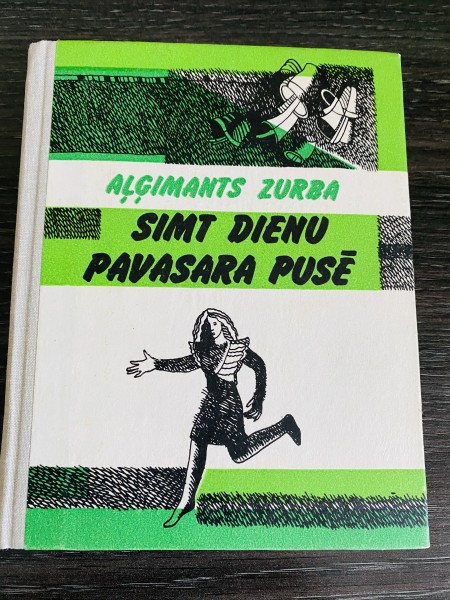 AĻĢIMANTS ZURBA
SIMT DIENU
PAVASARA PUSĒ